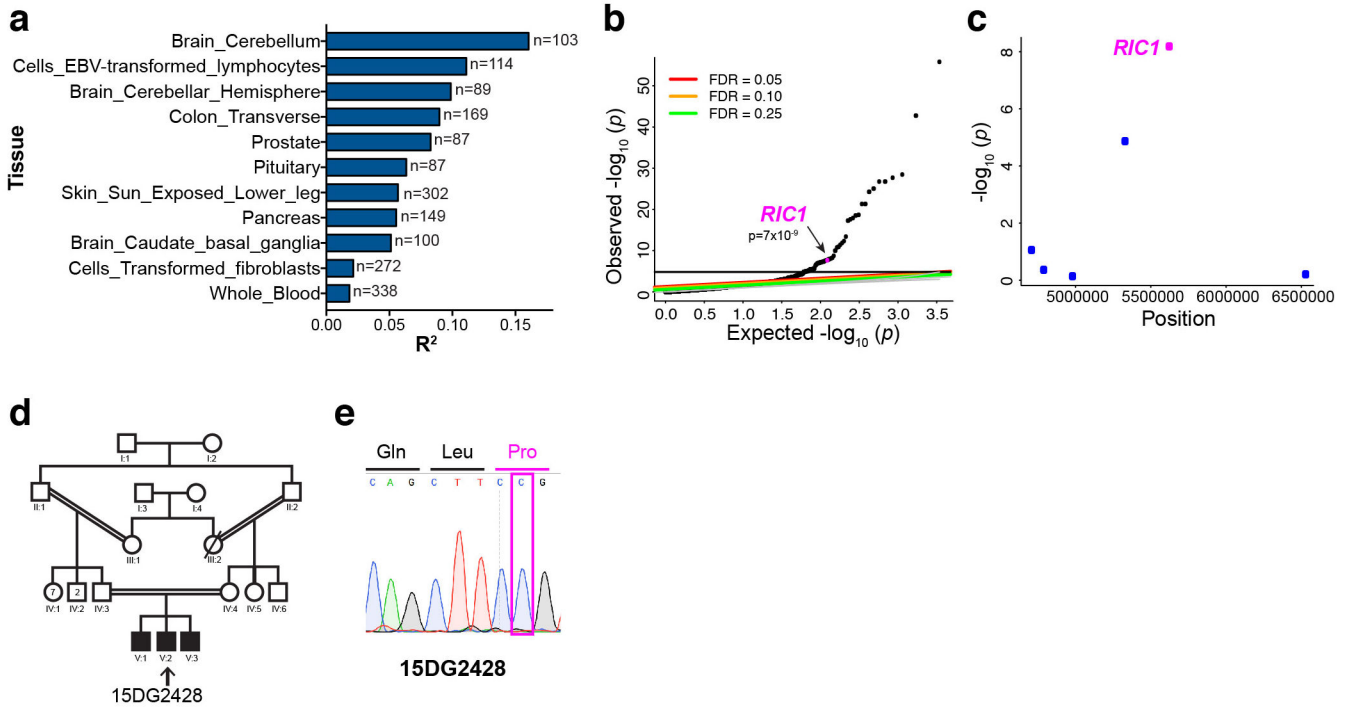 a
Tissue
Brain_Cerebellum
n=103
Cells_EBV-transformed_lymphocytes
n=114
Brain_Cerebellar_Hemisphere
n=89
Colon_Transverse
n=169
Prostate
n=87
Pituitary
n=87
Skin_Sun_Exposed_Lower_leg
n=302
Pancreas
n=149
Brain_Caudate_basal_ganglia
n=100
Cells_Transformed_fibroblasts
n=272
Whole_Blood
n=338
0.00 0.05 0.10 0.15
R²
b
Observed -log₁₀ (p)
50
40
30
20
10
0
FDR = 0.05
FDR = 0.10
FDR = 0.25
RIC1
p=7x10⁻⁹
0.0 0.5 1.0 1.5 2.0 2.5 3.0 3.5
Expected -log₁₀ (p)
c
-log₁₀ (p)
8
6
4
2
0
RIC1
5000000 5500000 6000000 6500000
Position
d
I:1 I:2
II:1 I:3 I:4 II:2
III:1 III:2
7 2
IV:1 IV:2 IV:3 IV:4 IV:5 IV:6
V:1 V:2 V:3
15DG2428
e
Gln Leu Pro
C A G C T T C C G
15DG2428